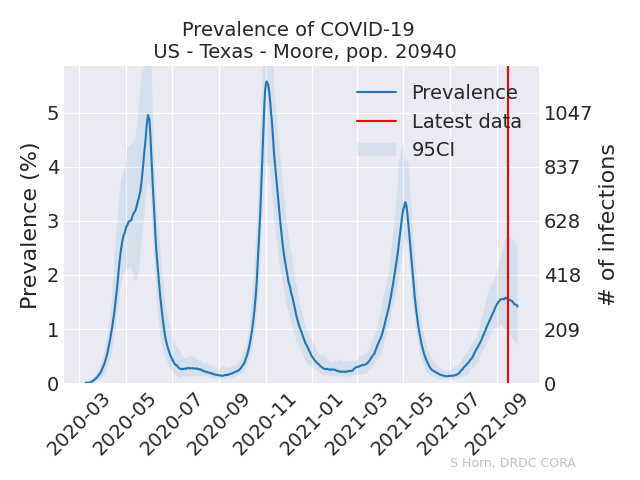 Prevalence of COVID-19
US - Texas - Moore, pop. 20940
Prevalence
Latest data
95CI
Prevalence (%)
5
4
3
2
1
0
1047
837
628
418
209
0
# of infections
2020-03
2020-05
2020-07
2020-09
2020-11
2021-01
2021-03
2021-05
2021-07
2021-09
S Horn, DRDC CORA